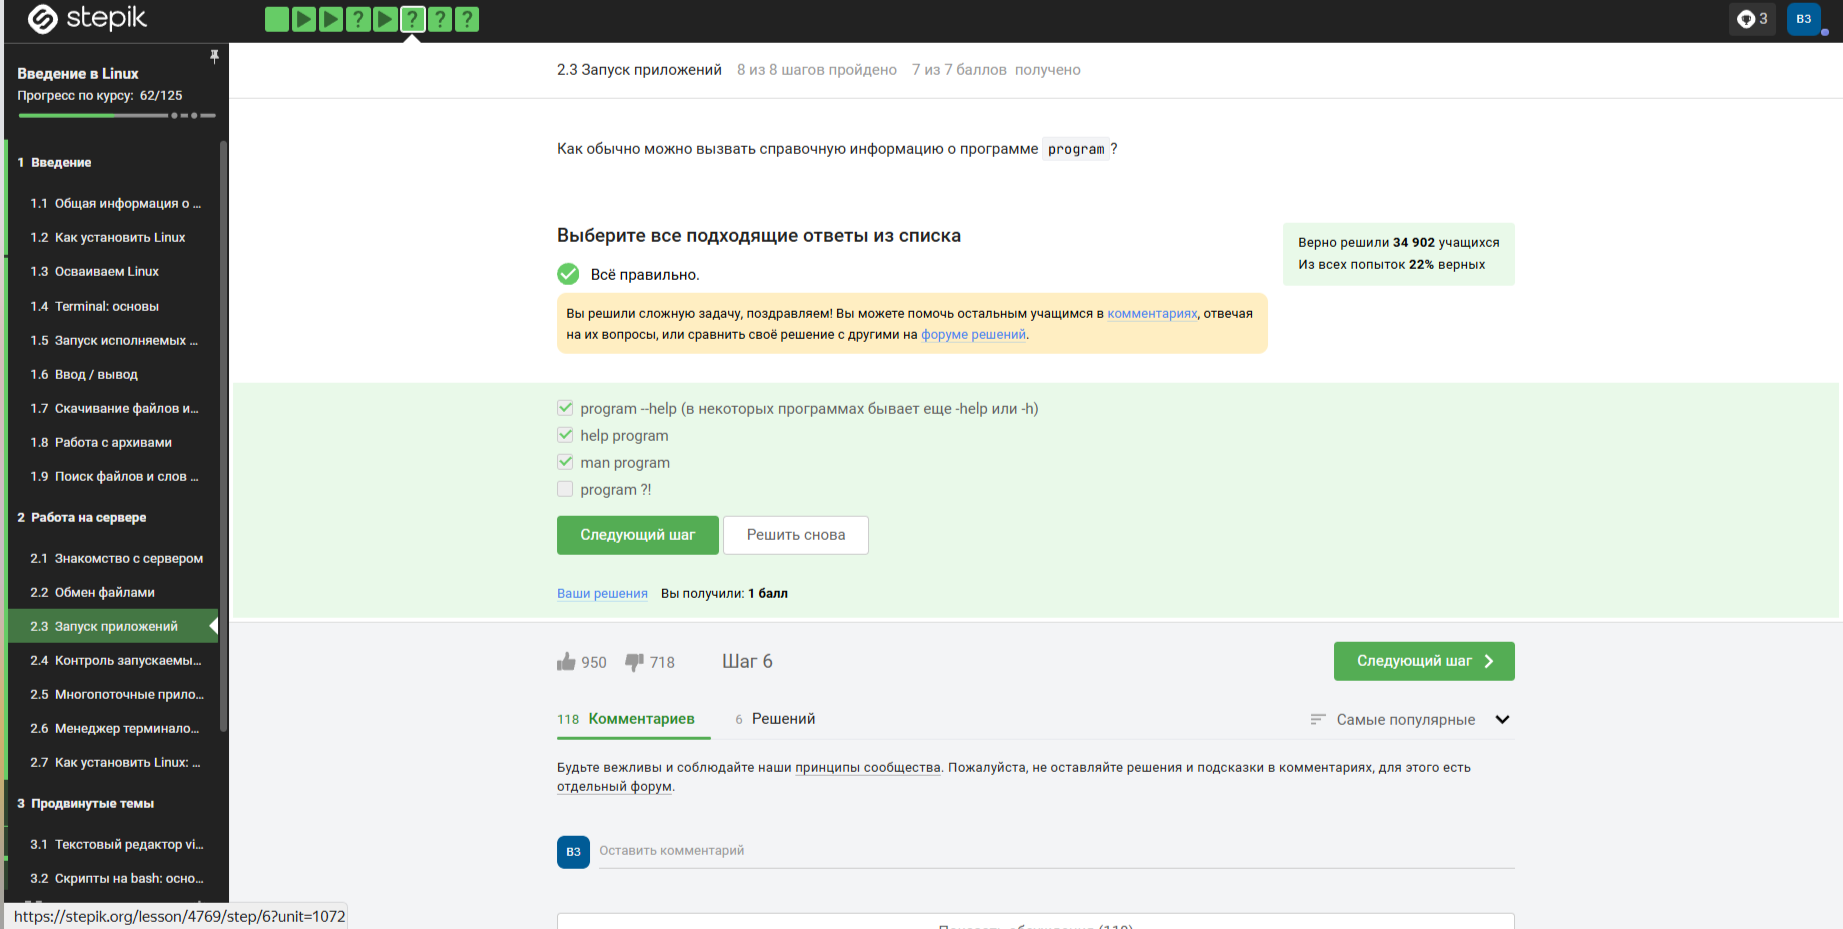 stepik
3
ВЗ
Введение в Linux
Прогресс по курсу: 62/125
1 Введение
1.1 Общая информация о ...
1.2 Как установить Linux
1.3 Осваиваем Linux
1.4 Terminal: основы
1.5 Запуск исполняемых ...
1.6 Ввод / вывод
1.7 Скачивание файлов и...
1.8 Работа с архивами
1.9 Поиск файлов и слов ...
2 Работа на сервере
2.1 Знакомство с сервером
2.2 Обмен файлами
2.3 Запуск приложений
2.4 Контроль запускаемы...
2.5 Многопоточные прило...
2.6 Менеджер терминало...
2.7 Как установить Linux: ...
3 Продвинутые темы
3.1 Текстовый редактор vi...
3.2 Скрипты на bash: осно...
https://stepik.org/lesson/4769/step/6?unit=1072
2.3 Запуск приложений 8 из 8 шагов пройдено 7 из 7 баллов получено
Как обычно можно вызвать справочную информацию о программе program ?
Выберите все подходящие ответы из списка
Верно решили 34 902 учащихся
Из всех попыток 22% верных
Всё правильно.
Вы решили сложную задачу, поздравляем! Вы можете помочь остальным учащимся в комментариях, отвечая
на их вопросы, или сравнить своё решение с другими на форуме решений.
program --help (в некоторых программах бывает еще -help или -h)
help program
man program
program ?!
Следующий шаг Решить снова
Ваши решения Вы получили: 1 балл
950 718 Шаг 6 Следующий шаг
118 Комментариев 6 Решений Самые популярные
Будьте вежливы и соблюдайте наши принципы сообщества. Пожалуйста, не оставляйте решения и подсказки в комментариях, для этого есть
отдельный форум.
ВЗ Оставить комментарий